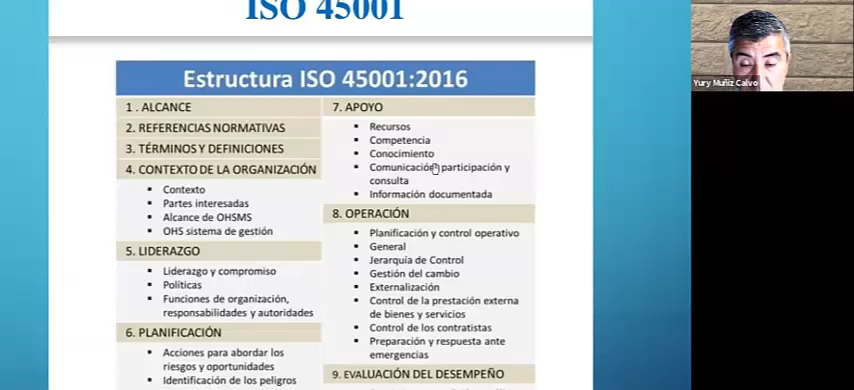 ISO 45001
Estructura ISO 45001:2016
1 . ALCANCE
2. REFERENCIAS NORMATIVAS
3. TÉRMINOS Y DEFINICIONES
4. CONTEXTO DE LA ORGANIZACIÓN
▪ Contexto
▪ Partes interesadas
▪ Alcance de OHSMS
▪ OHS sistema de gestión
5. LIDERAZGO
▪ Liderazgo y compromiso
▪ Políticas
▪ Funciones de organización,
responsabilidades y autoridades
6. PLANIFICACIÓN
▪ Acciones para abordar los
riesgos y oportunidades
▪ Identificación de los peligros
7. APOYO
▪ Recursos
▪ Competencia
▪ Conocimiento
▪ Comunicación participación y
consulta
▪ Información documentada
8. OPERACIÓN
▪ Planificación y control operativo
▪ General
▪ Jerarquía de Control
▪ Gestión del cambio
▪ Externalización
▪ Control de la prestación externa
de bienes y servicios
▪ Control de los contratistas
▪ Preparación y respuesta ante
emergencias
9. EVALUACIÓN DEL DESEMPEÑO
Yury Muñiz Calvo